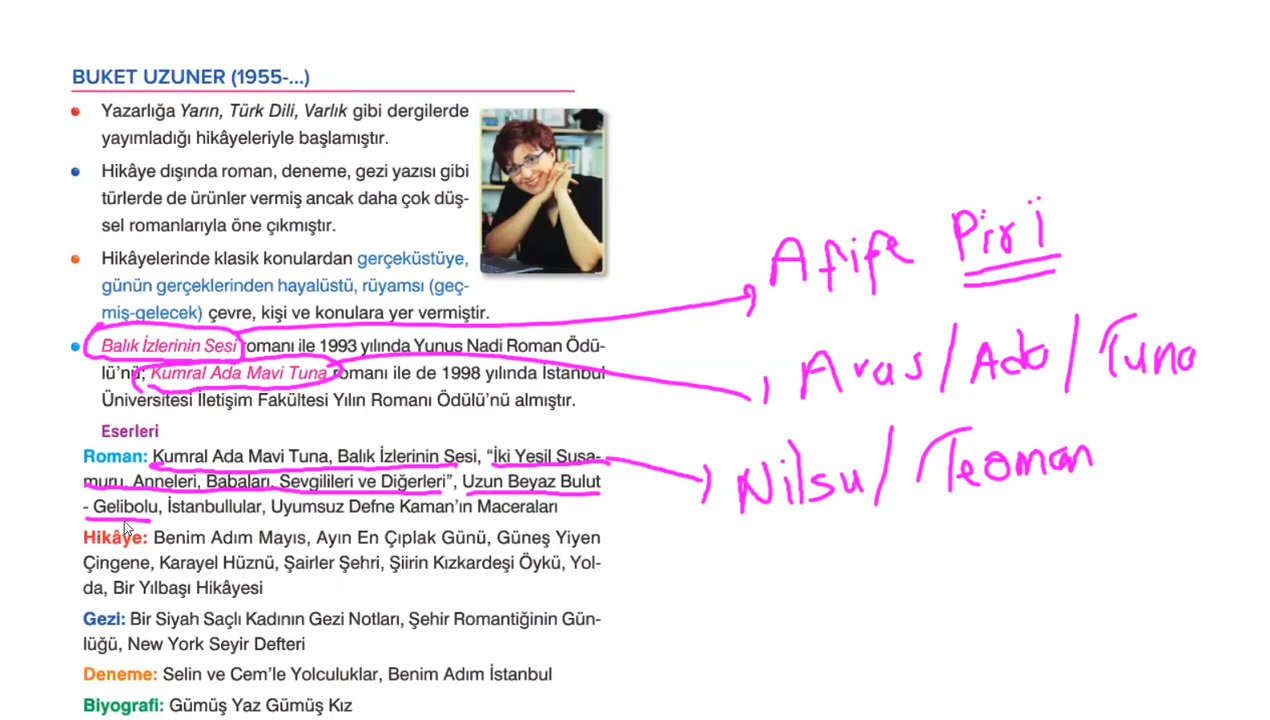 BUKET UZUNER (1955-...)
Yazarlığa Yarın, Türk Dili, Varlık gibi dergilerde
yayımladığı hikâyeleriyle başlamıştır.
Hikâye dışında roman, deneme, gezi yazısı gibi
türlerde de ürünler vermiş ancak daha çok düş-
sel romanlarıyla öne çıkmıştır.
Hikâyelerinde klasik konulardan gerçeküstüye,
günün gerçeklerinden hayalüstü, rüyamsı (geç-
miş-gelecek) çevre, kişi ve konulara yer vermiştir.
Balık İzlerinin Sesi romanı ile 1993 yılında Yunus Nadi Roman Ödü-
lü'nü; Kumral Ada Mavi Tuna romanı ile de 1998 yılında İstanbul
Üniversitesi İletişim Fakültesi Yılın Romanı Ödülü'nü almıştır.
Eserleri
Roman: Kumral Ada Mavi Tuna, Balık İzlerinin Sesi, "İki Yeşil Susa-
muru, Anneleri, Babaları, Sevgilileri ve Diğerleri", Uzun Beyaz Bulut
- Gelibolu, İstanbullular, Uyumsuz Defne Kaman'ın Maceraları
Hikâye: Benim Adım Mayıs, Ayın En Çıplak Günü, Güneş Yiyen
Çingene, Karayel Hüznü, Şairler Şehri, Şiirin Kızkardeşi Öykü, Yol-
da, Bir Yılbaşı Hikâyesi
Gezi: Bir Siyah Saçlı Kadının Gezi Notları, Şehir Romantiğinin Gün-
lüğü, New York Seyir Defteri
Deneme: Selin ve Cem'le Yolculuklar, Benim Adım İstanbul
Biyografi: Gümüş Yaz Gümüş Kız
Afife Piri
Aras/Ada/Tuna
Nilsu/Teoman